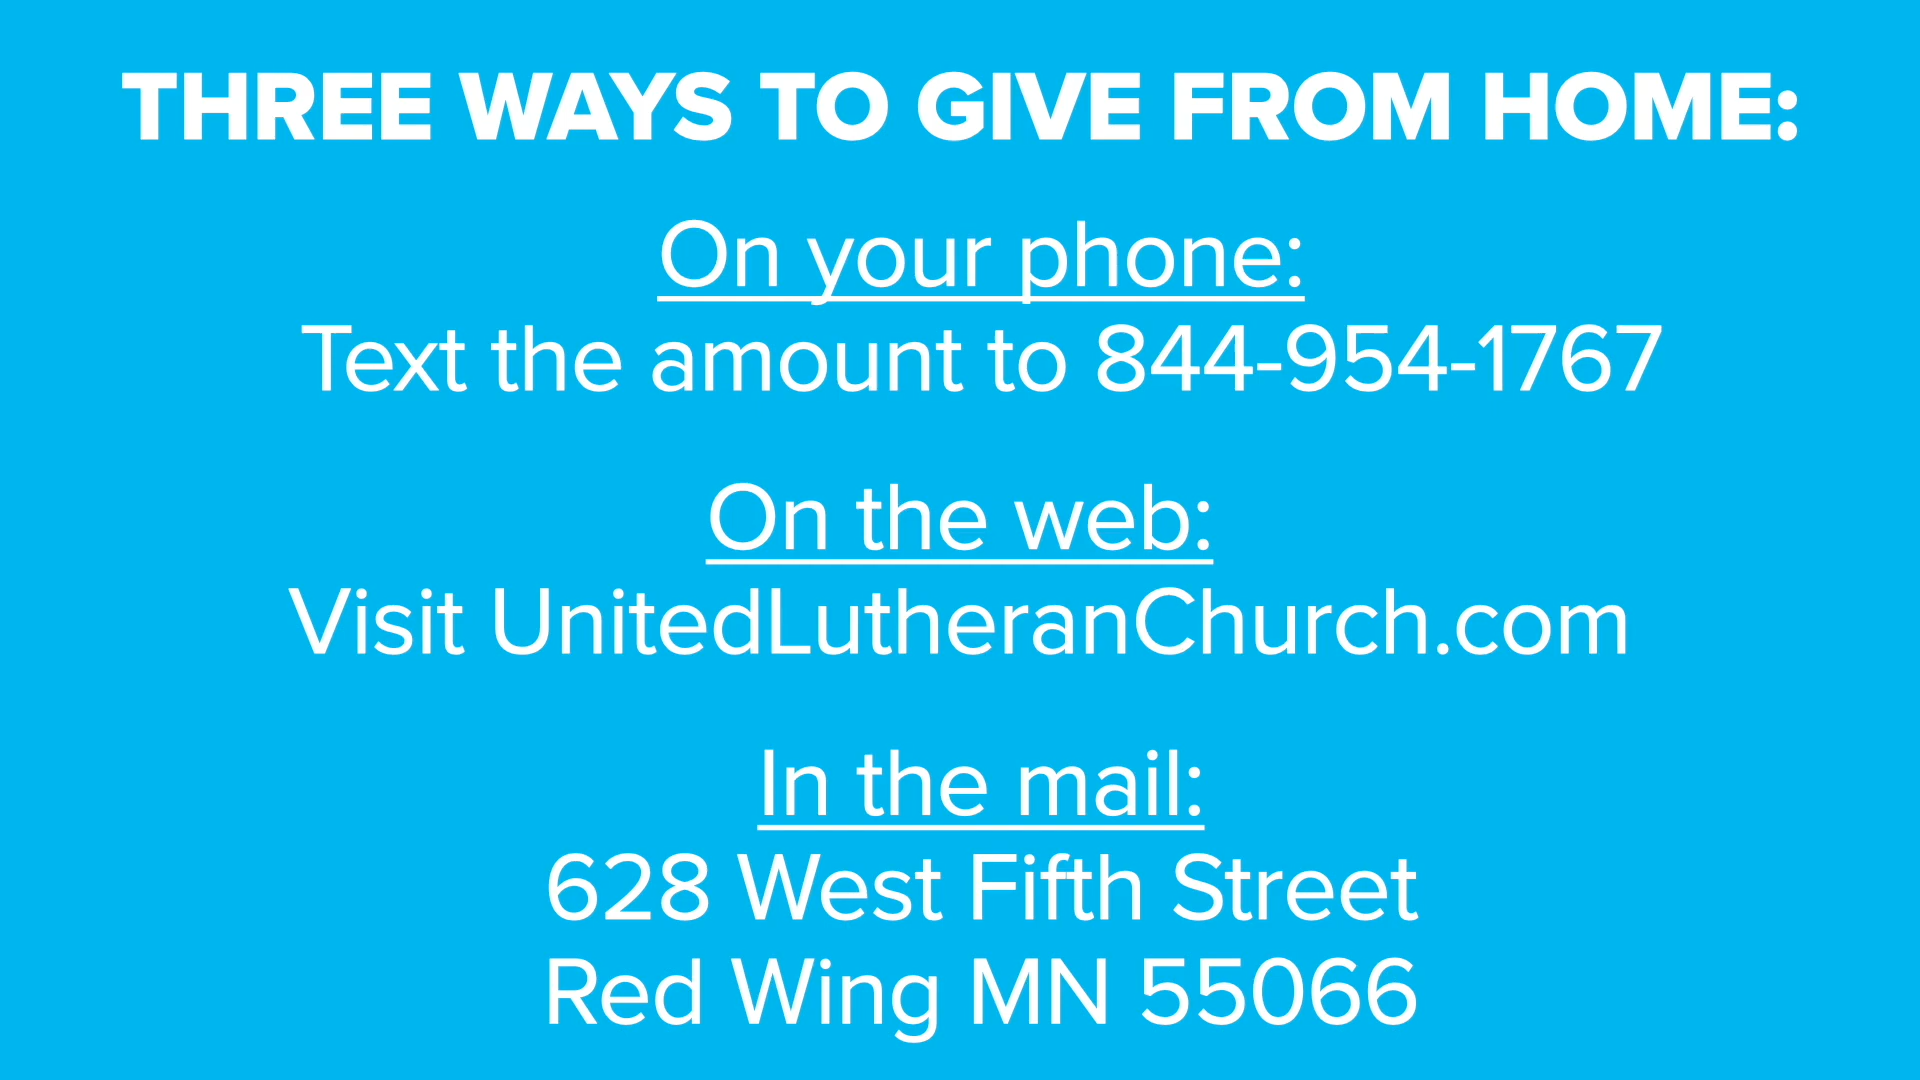 THREE WAYS TO GIVE FROM HOME:
On your phone:
Text the amount to 844-954-1767
On the web:
Visit UnitedLutheranChurch.com
In the mail:
628 West Fifth Street
Red Wing MN 55066